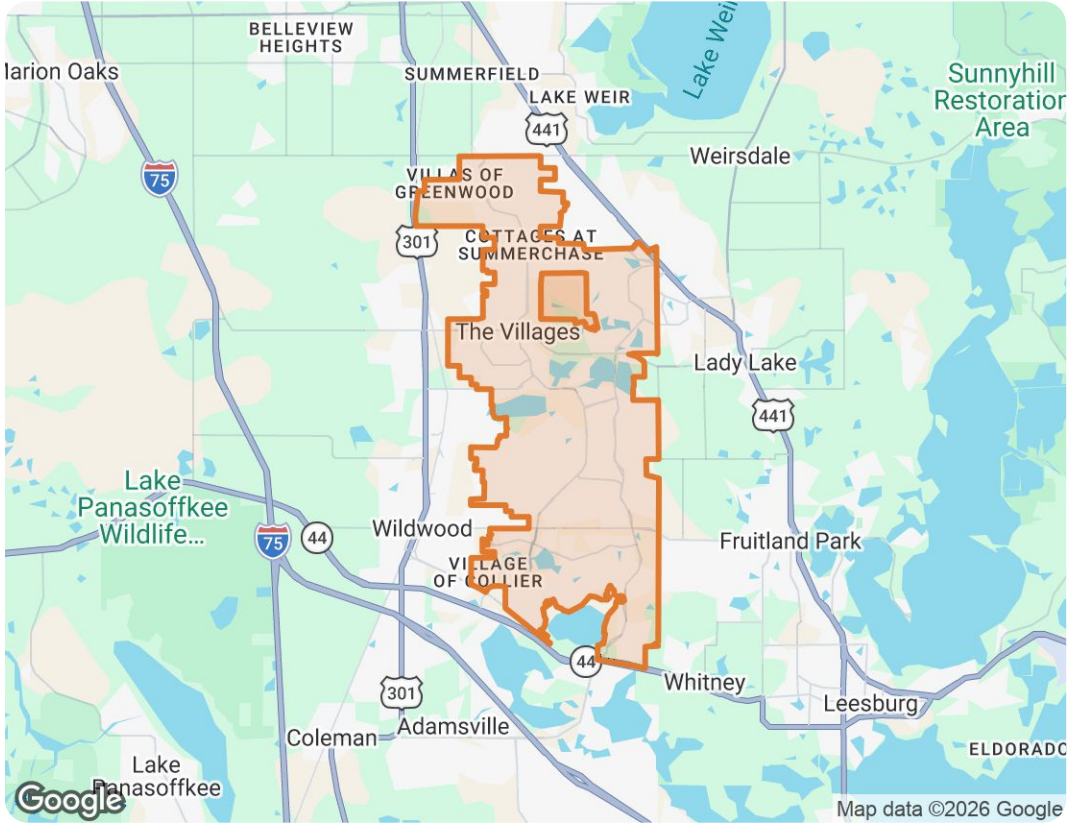 BELLEVIEW
HEIGHTS
Marion Oaks
SUMMERFIELD
Lake Weir
LAKE WEIR
Sunnyhill
Restoration
Area
441
Weirsdale
75
VILLAS OF
GREENWOOD
301
COTTAGES AT
SUMMERCHASE
The Villages
Lady Lake
441
Lake
Panasoffkee
Wildlife...
Wildwood
44
75
Fruitland Park
VILLAGE
OF COLLIER
44
Whitney
301
Leesburg
Adamsville
Coleman
ELDORADO
Lake
Panasoffkee
Google
Map data ©2026 Google